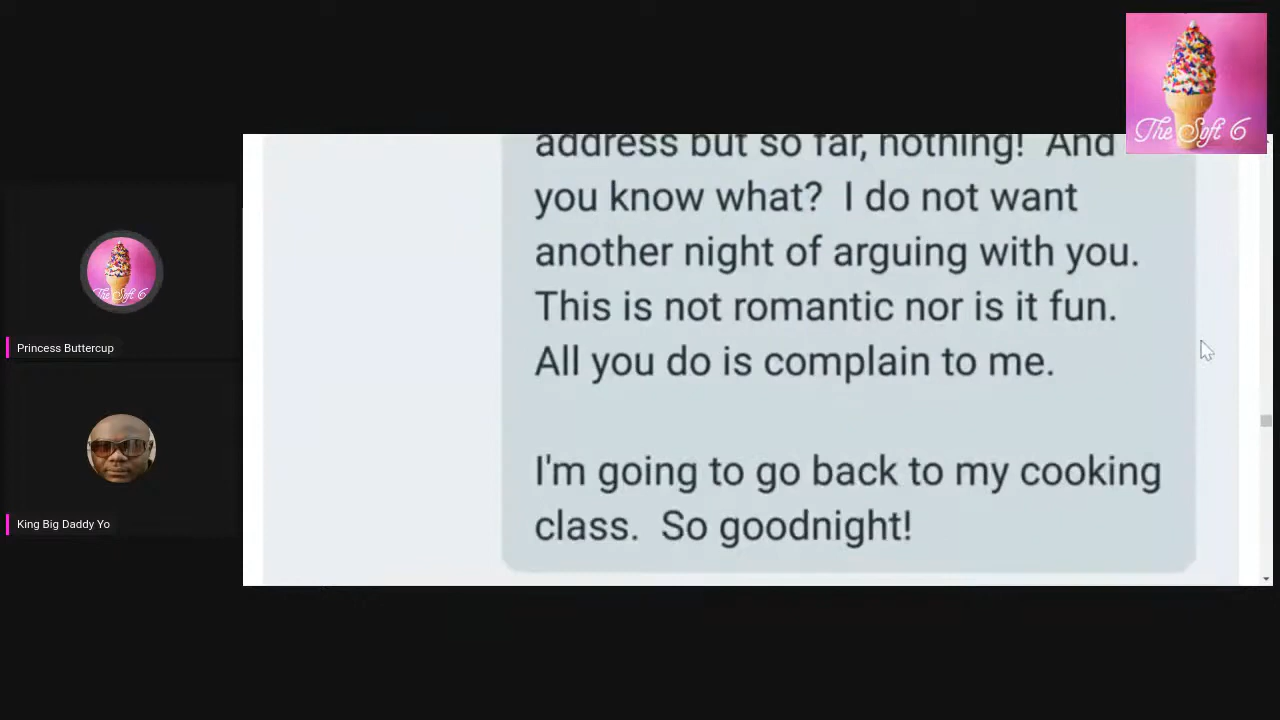 The Soft 6
address but so far, nothing! And
you know what? I do not want
another night of arguing with you.
This is not romantic nor is it fun.
All you do is complain to me.
I'm going to go back to my cooking
class. So goodnight!
The Soft 6
Princess Buttercup
King Big Daddy Yo